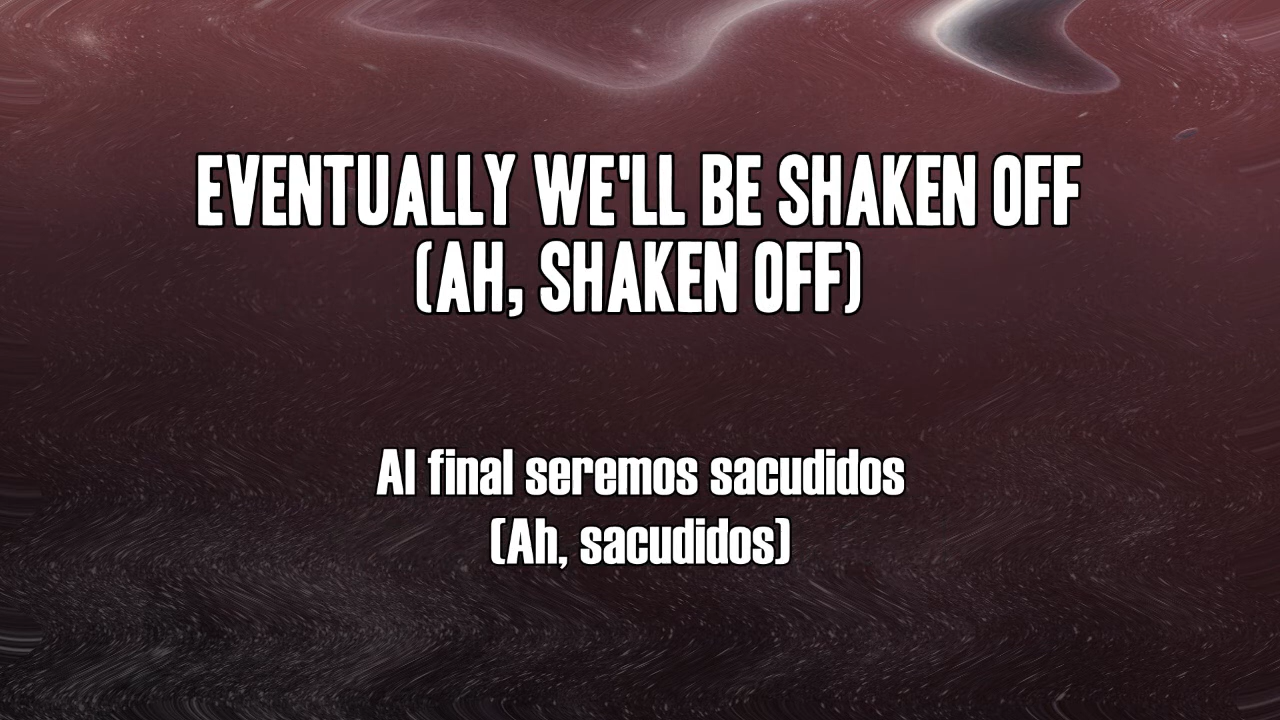 EVENTUALLY WE'LL BE SHAKEN OFF
(AH, SHAKEN OFF)
Al final seremos sacudidos
(Ah, sacudidos)